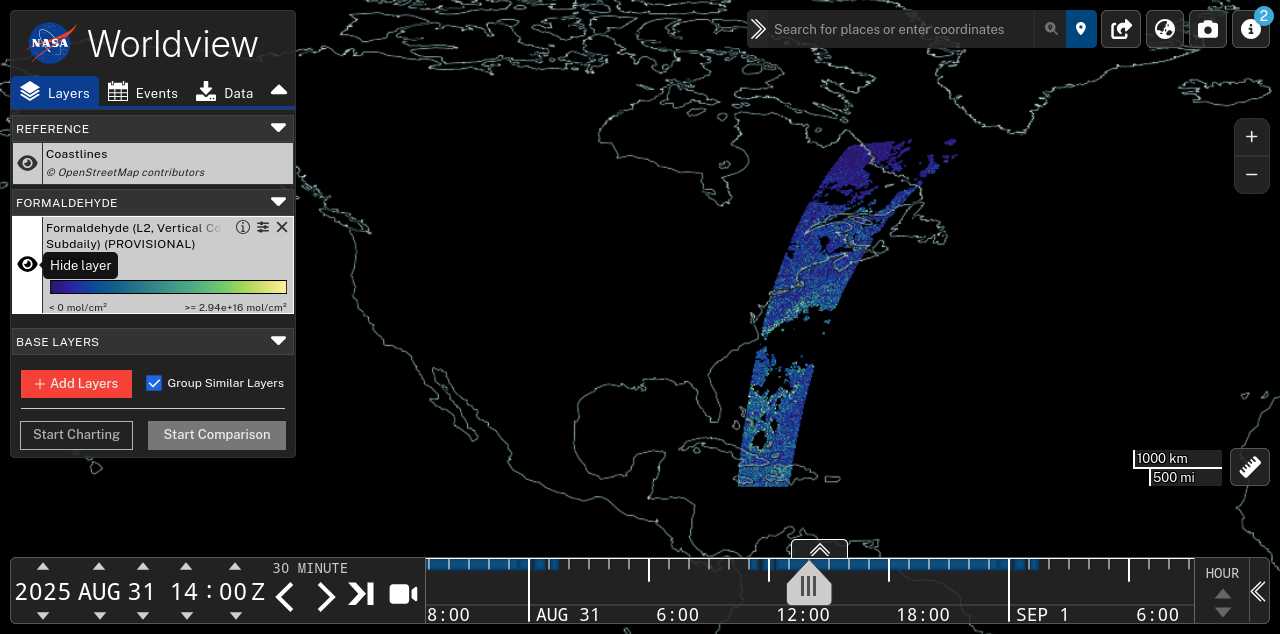 NASA
Worldview
Layers
Events
Data
REFERENCE
Coastlines
© OpenStreetMap contributors
FORMALDEHYDE
Formaldehyde (L2, Vertical Co
Subdaily) (PROVISIONAL)
Hide layer
< 0 mol/cm²
>= 2.94e+16 mol/cm²
BASE LAYERS
+ Add Layers
Group Similar Layers
Start Charting
Start Comparison
Search for places or enter coordinates
2
+
−
1000 km
500 mi
2025 AUG 31 14 : 00 Z
30 MINUTE
8:00
AUG 31
6:00
12:00
18:00
SEP 1
6:00
HOUR